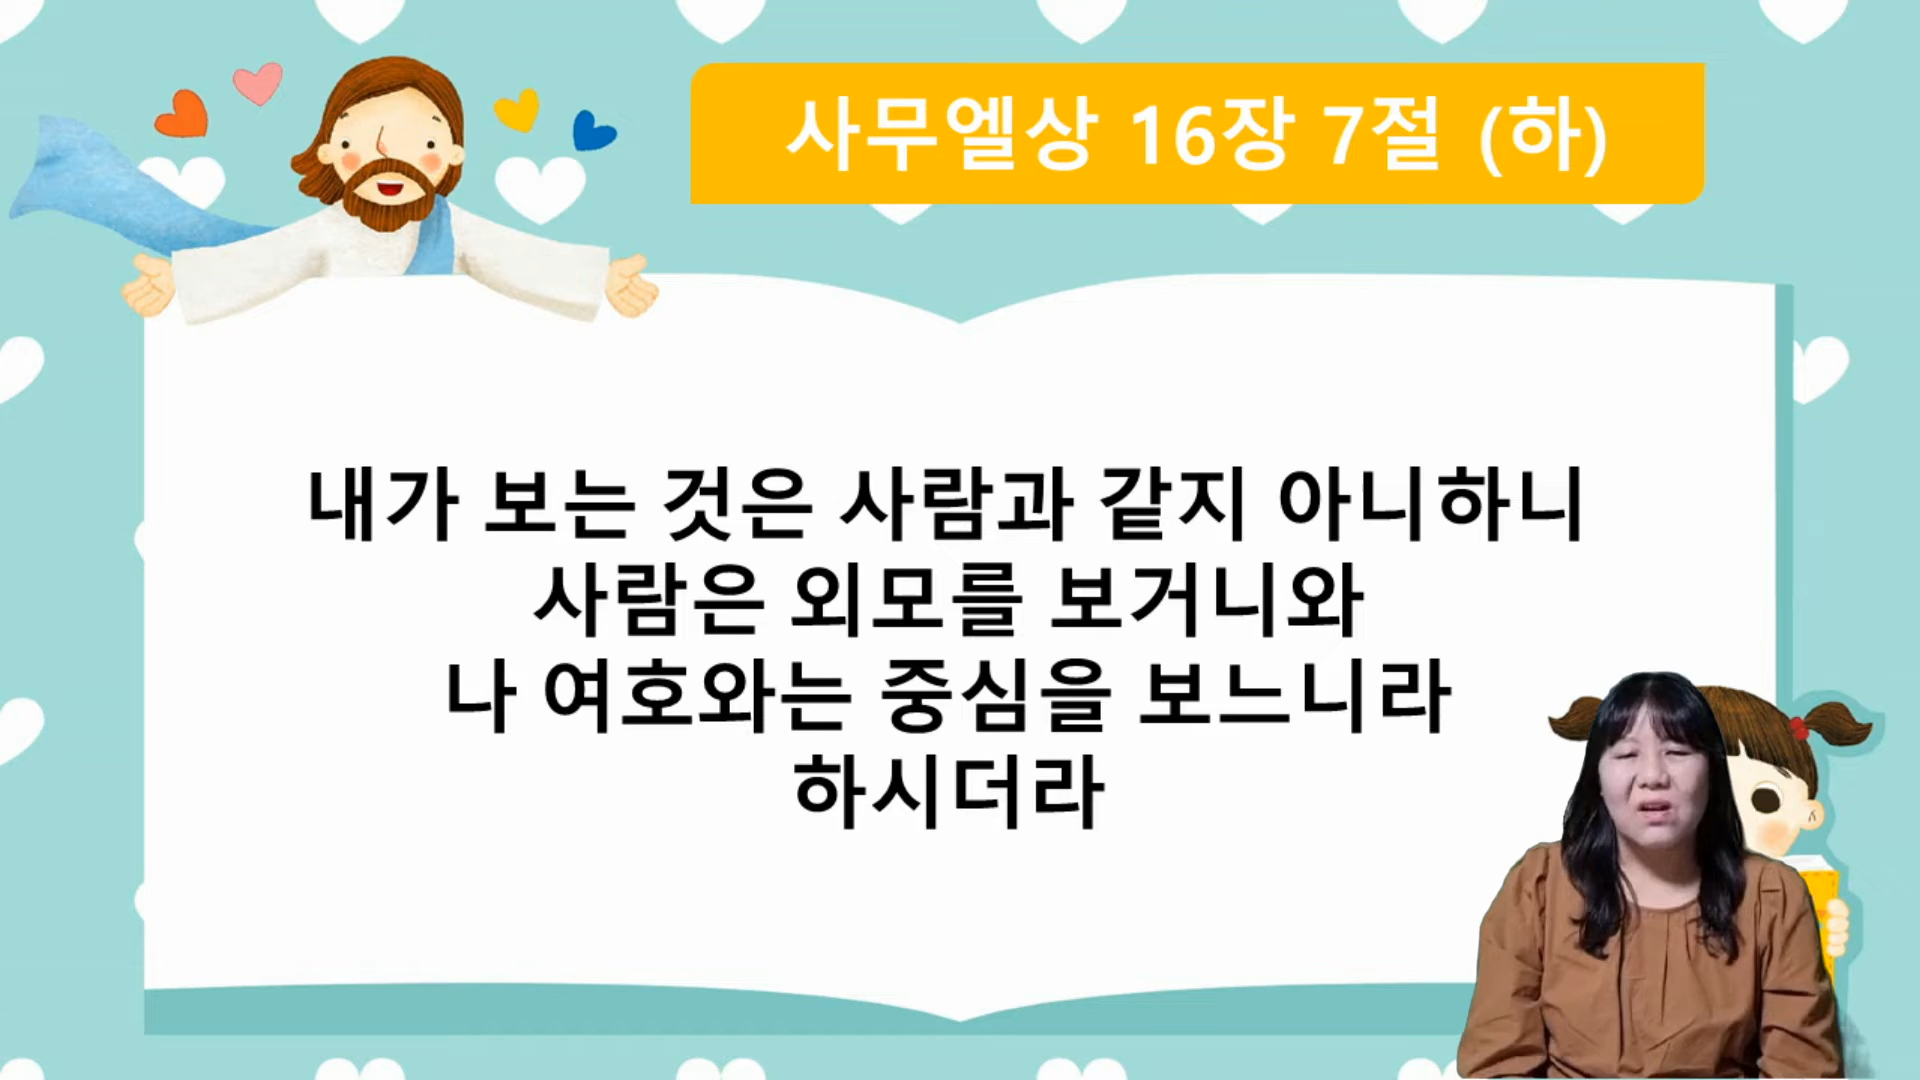 사무엘상 16장 7절 (하)
내가 보는 것은 사람과 같지 아니하니
사람은 외모를 보거니와
나 여호와는 중심을 보느니라
하시더라